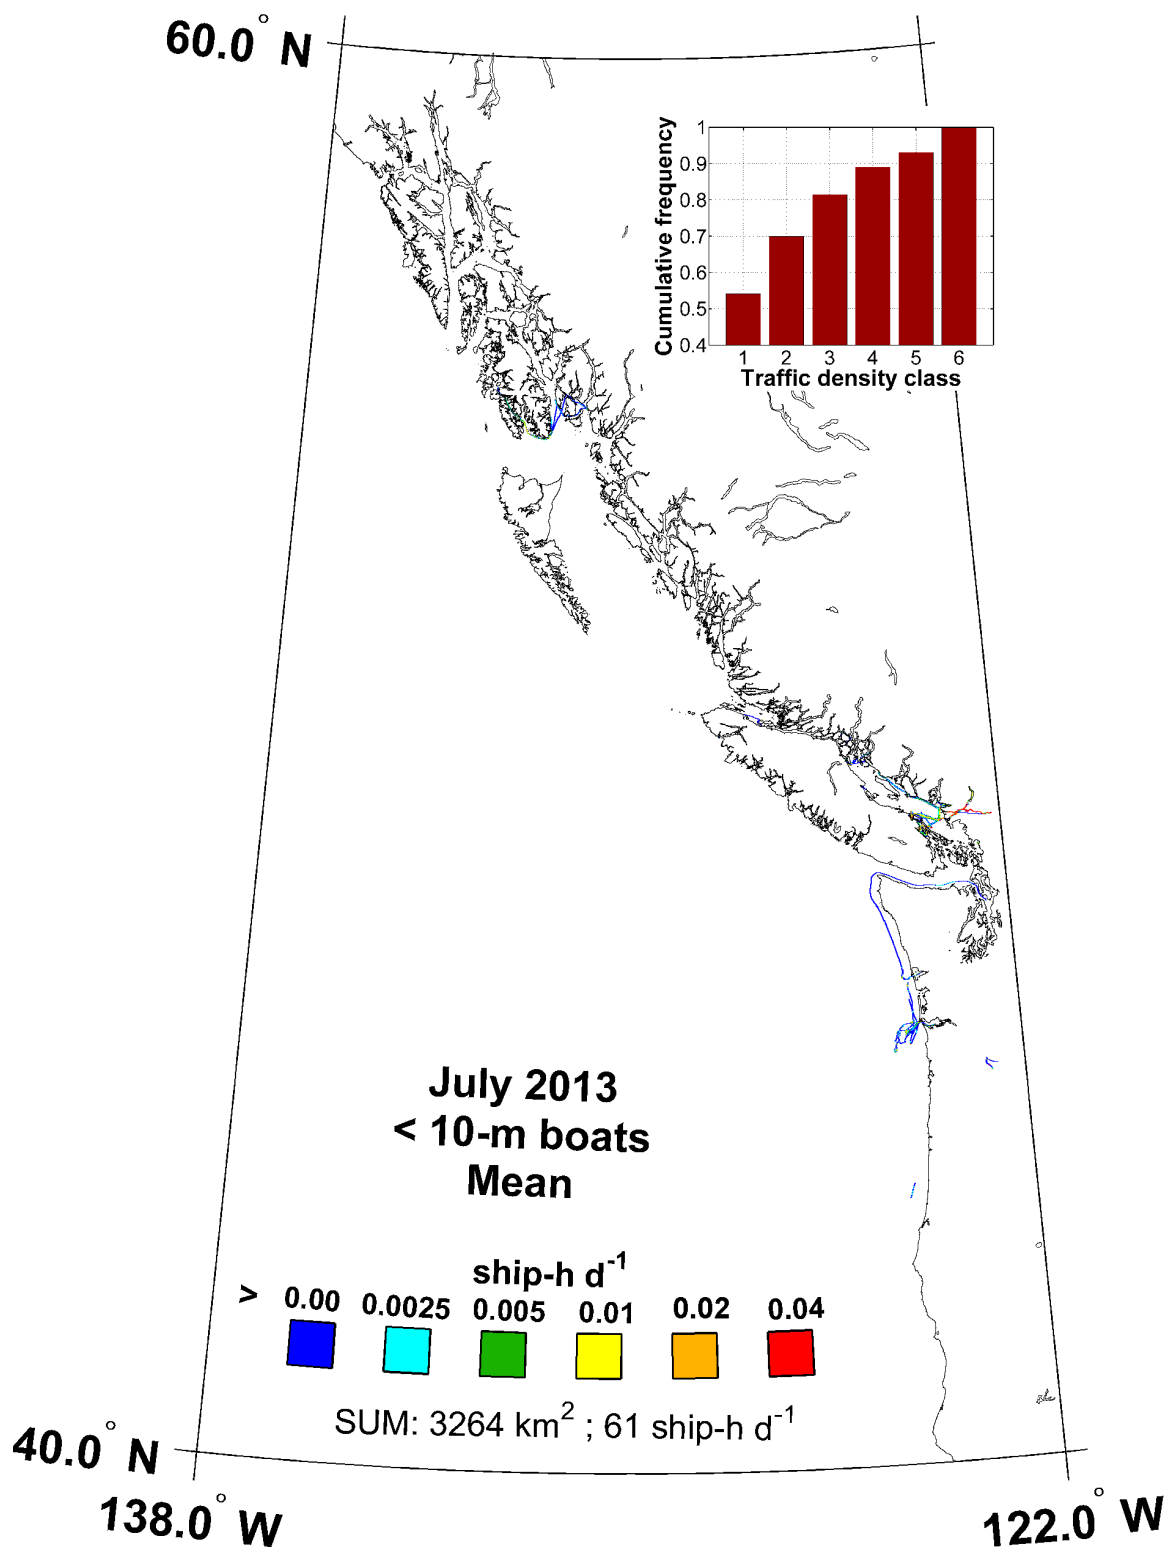 60.0° N
Cumulative frequency
1
0.9
0.8
0.7
0.6
0.5
0.4
1 2 3 4 5 6
Traffic density class
July 2013
< 10-m boats
Mean
ship-h d⁻¹
> 0.00 0.0025 0.005 0.01 0.02 0.04
SUM: 3264 km² ; 61 ship-h d⁻¹
40.0° N
138.0° W
122.0° W